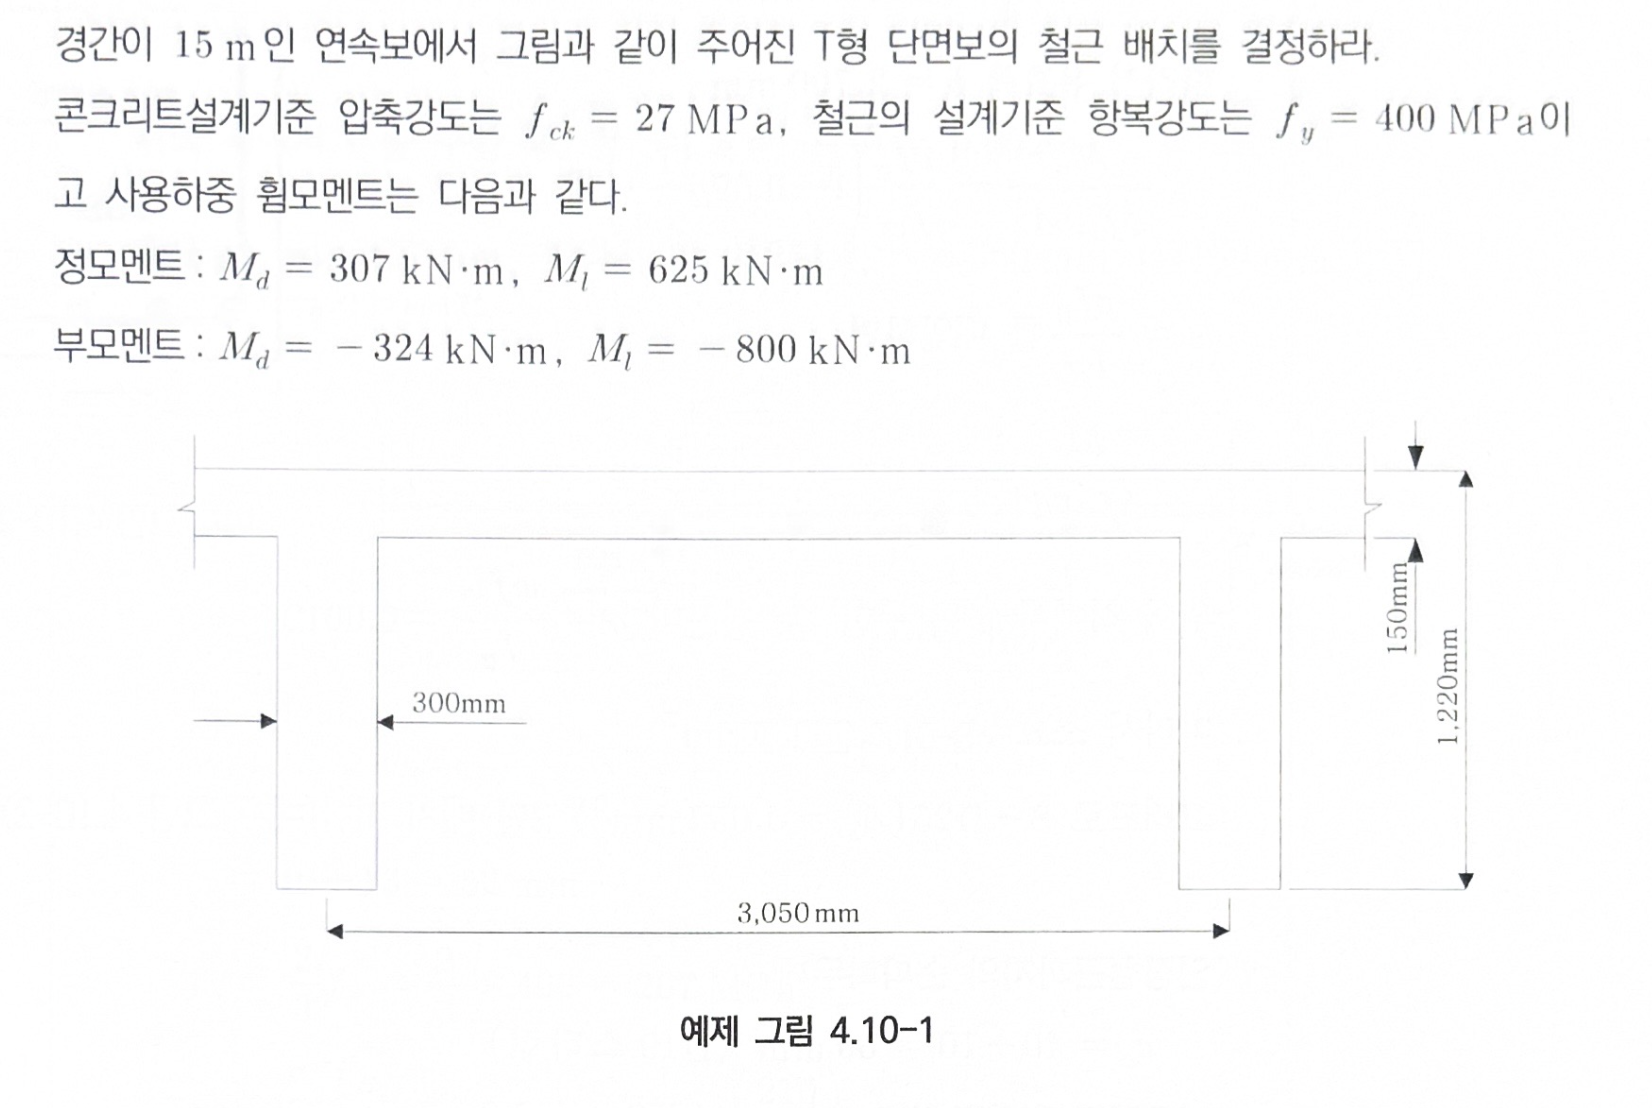 경간이 15 m인 연속보에서 그림과 같이 주어진 T형 단면보의 철근 배치를 결정하라.
콘크리트설계기준 압축강도는 f_ck = 27 MPa, 철근의 설계기준 항복강도는 f_y = 400 MPa이
고 사용하중 휨모멘트는 다음과 같다.
정모멘트 : M_d = 307 kN·m, M_l = 625 kN·m
부모멘트 : M_d = −324 kN·m, M_l = −800 kN·m
150mm
1,220mm
300mm
3,050mm
예제 그림 4.10-1